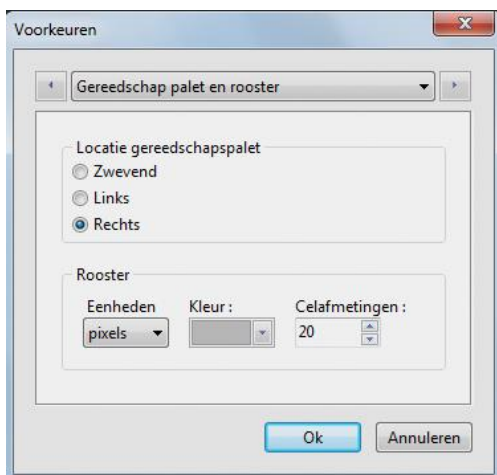 Voorkeuren
Gereedschap palet en rooster
Locatie gereedschapspalet
Zwevend
Links
Rechts
Rooster
Eenheden Kleur : Celafmetingen :
pixels 20
Ok Annuleren